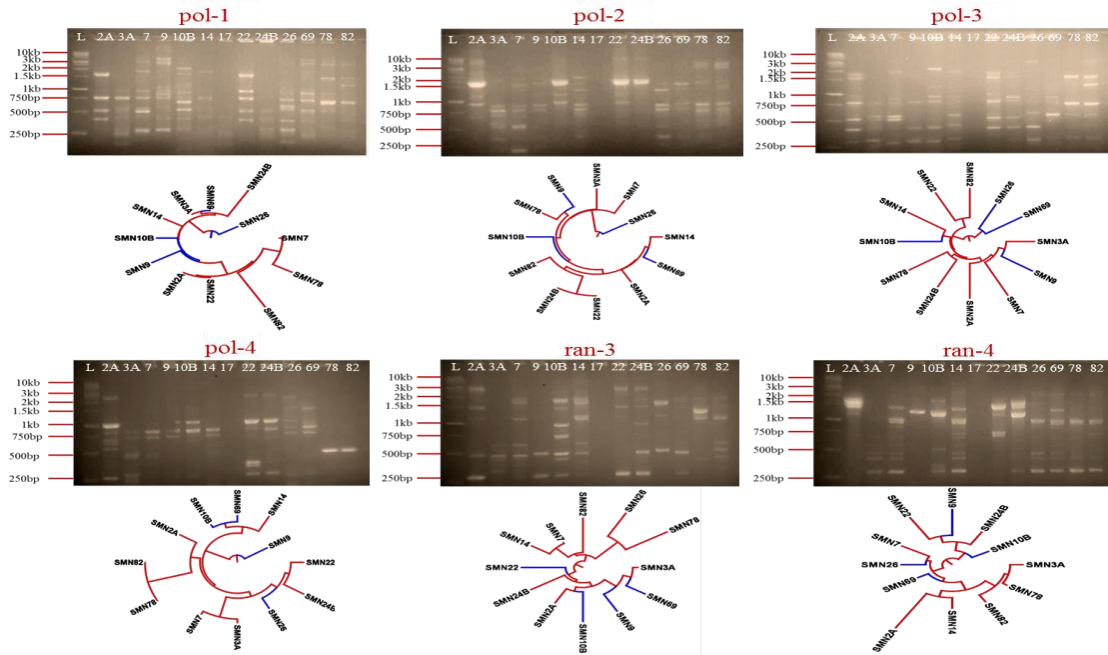 pol-1
L 2A 3A 7 9 10B 14 17 22 24B 26 69 78 82
10kb
3kb
2kb
1.5kb
1kb
750bp
500bp
250bp
SMN24B
SMN69
SMN3A
SMN14
SMN26
SMN10B
SMN7
SMN9
SMN2A
SMN22
SMN78
SMN82
pol-2
L 2A 3A 7 9 10B 14 17 22 24B 26 69 78 82
10kb
3kb
2kb
1.5kb
1kb
750bp
500bp
250bp
SMN3A
SMN9
SMN7
SMN78
SMN26
SMN10B
SMN14
SMN82
SMN69
SMN24B
SMN22
SMN2A
pol-3
L 2A 3A 7 9 10B 14 17 22 24B 26 69 78 82
10kb
3kb
2kb
1.5kb
1kb
750bp
500bp
250bp
SMN82
SMN22
SMN26
SMN14
SMN69
SMN10B
SMN3A
SMN78
SMN9
SMN24B
SMN2A
SMN7
pol-4
L 2A 3A 7 9 10B 14 17 22 24B 26 69 78 82
10kb
3kb
2kb
1.5kb
1kb
750bp
500bp
250bp
SMN69
SMN10B
SMN14
SMN2A
SMN9
SMN82
SMN22
SMN78
SMN24B
SMN26
SMN7
SMN3A
ran-3
L 2A 3A 7 9 10B 14 17 22 24B 26 69 78 82
10kb
3kb
2kb
1.5kb
1kb
750bp
500bp
250bp
SMN82
SMN26
SMN7
SMN78
SMN14
SMN22
SMN3A
SMN24B
SMN69
SMN2A
SMN9
SMN10B
ran-4
L 2A 3A 7 9 10B 14 17 22 24B 26 69 78 82
10kb
3kb
2kb
1.5kb
1kb
750bp
500bp
250bp
SMN9
SMN22
SMN24B
SMN7
SMN10B
SMN26
SMN3A
SMN69
SMN78
SMN82
SMN14
SMN2A